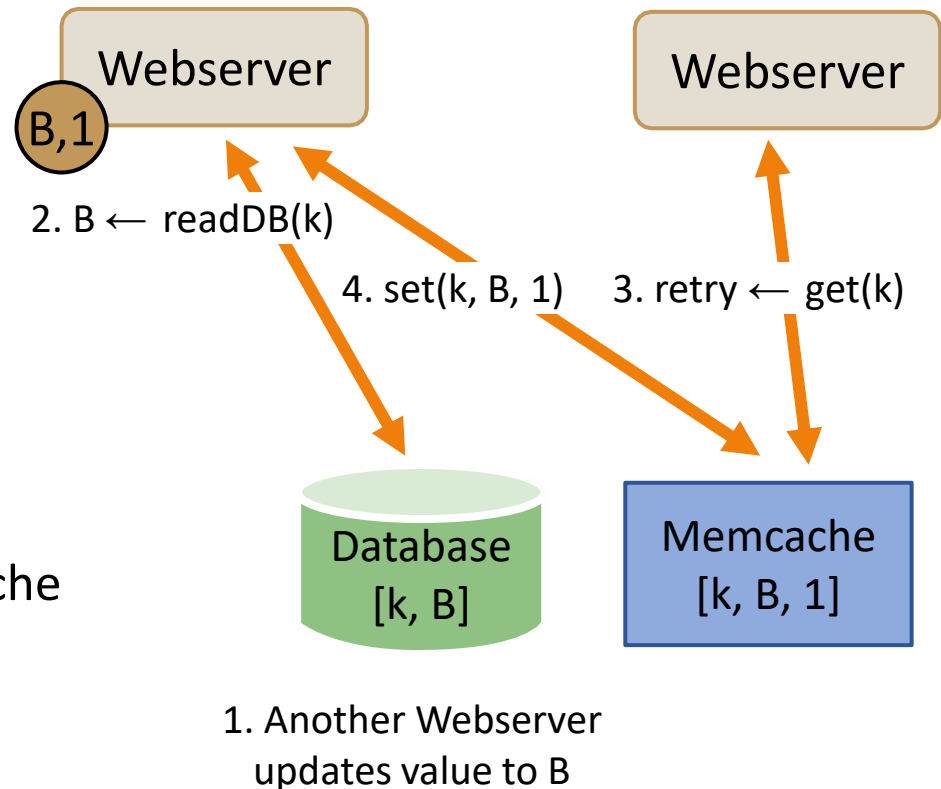 Webserver
Webserver
B,1
2. B ← readDB(k)
4. set(k, B, 1)
3. retry ← get(k)
Database
[k, B]
Memcache
[k, B, 1]
che
1. Another Webserver
updates value to B